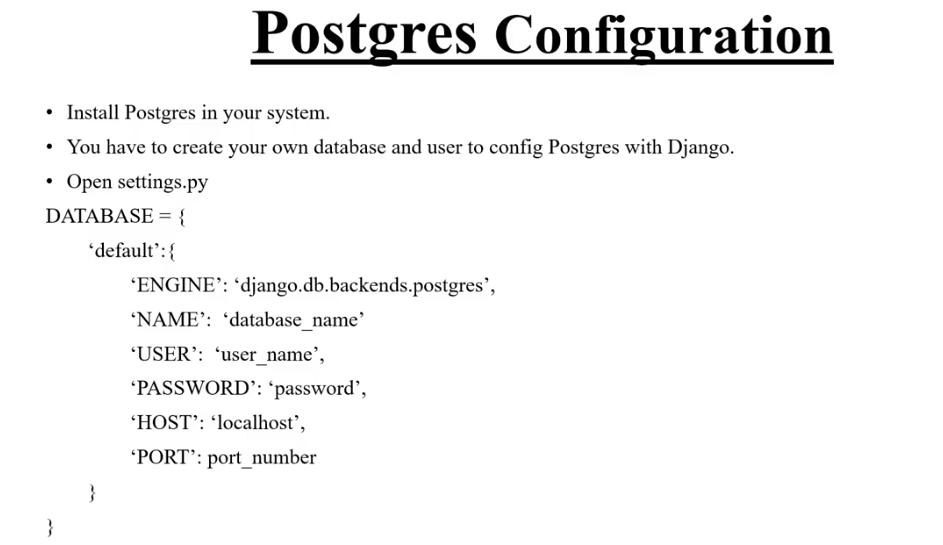 Postgres Configuration
• Install Postgres in your system.
• You have to create your own database and user to config Postgres with Django.
• Open settings.py
DATABASE = {
‘default’:{
‘ENGINE’: ‘django.db.backends.postgres’,
‘NAME’: ‘database_name’
‘USER’: ‘user_name’,
‘PASSWORD’: ‘password’,
‘HOST’: ‘localhost’,
‘PORT’: port_number
}
}